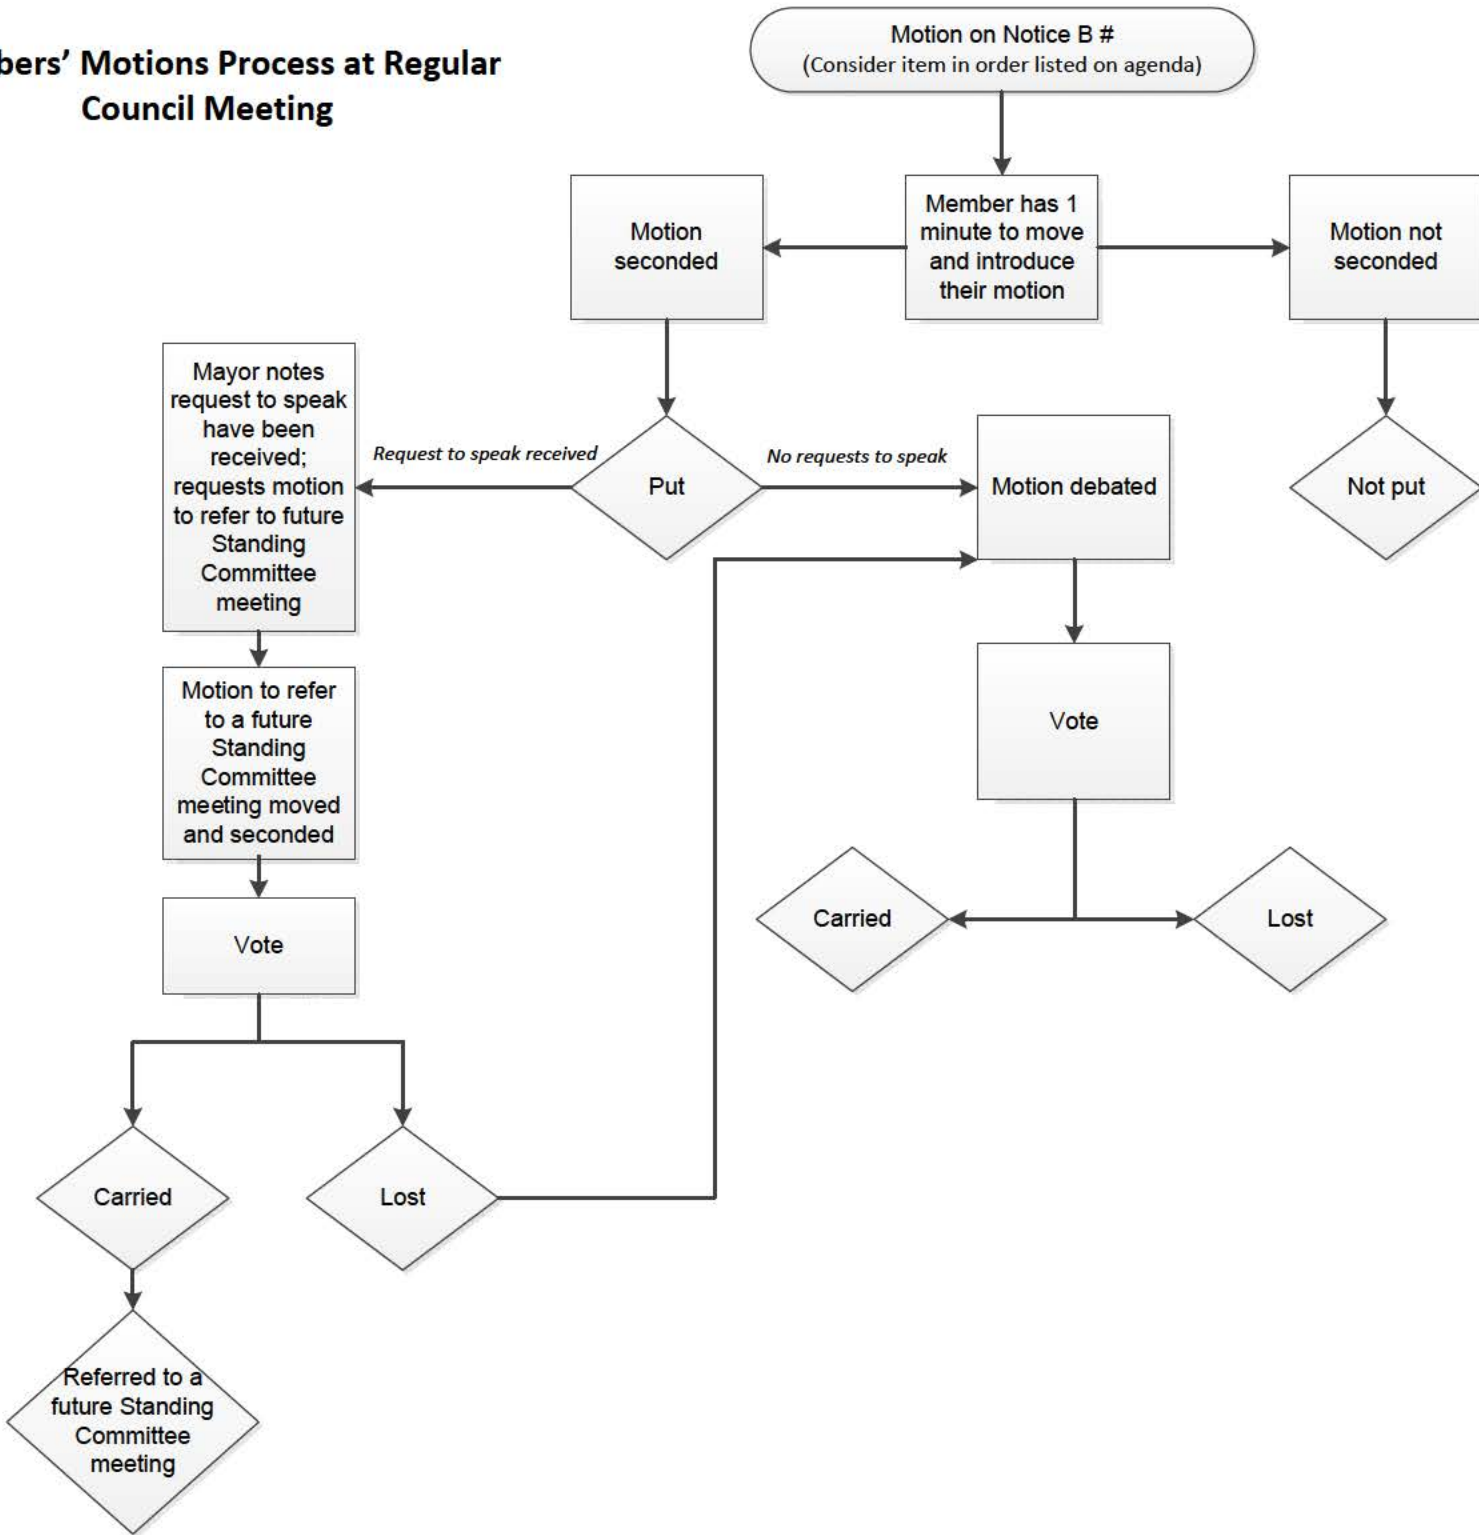 bers’ Motions Process at Regular
Council Meeting
Motion on Notice B #
(Consider item in order listed on agenda)
Motion
seconded
Member has 1
minute to move
and introduce
their motion
Motion not
seconded
Mayor notes
request to speak
have been
received;
requests motion
to refer to future
Standing
Committee
meeting
Request to speak received
Put
No requests to speak
Motion debated
Not put
Motion to refer
to a future
Standing
Committee
meeting moved
and seconded
Vote
Vote
Carried
Lost
Carried
Lost
Referred to a
future Standing
Committee
meeting